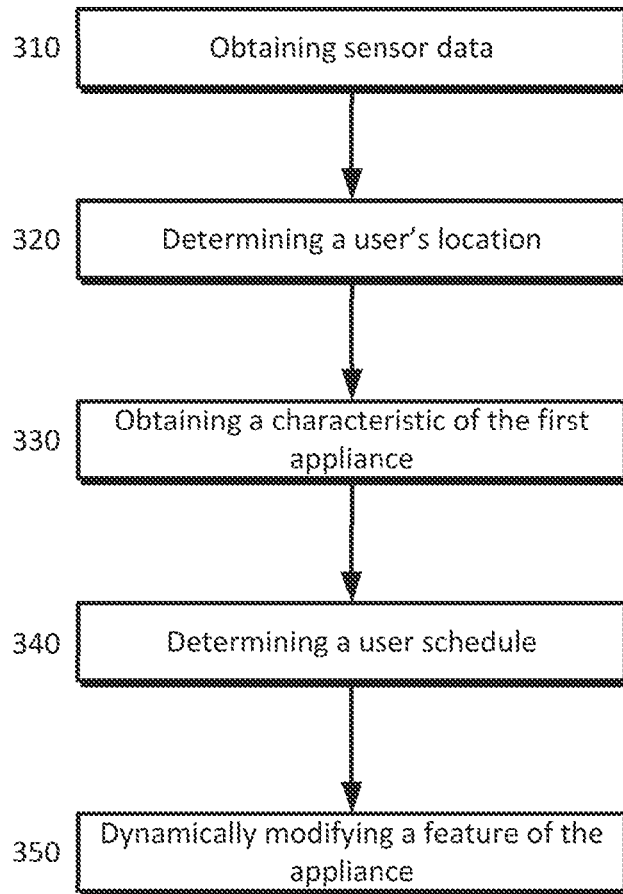 310 Obtaining sensor data
320 Determining a user's location
330 Obtaining a characteristic of the first
appliance
340 Determining a user schedule
350 Dynamically modifying a feature of the
appliance